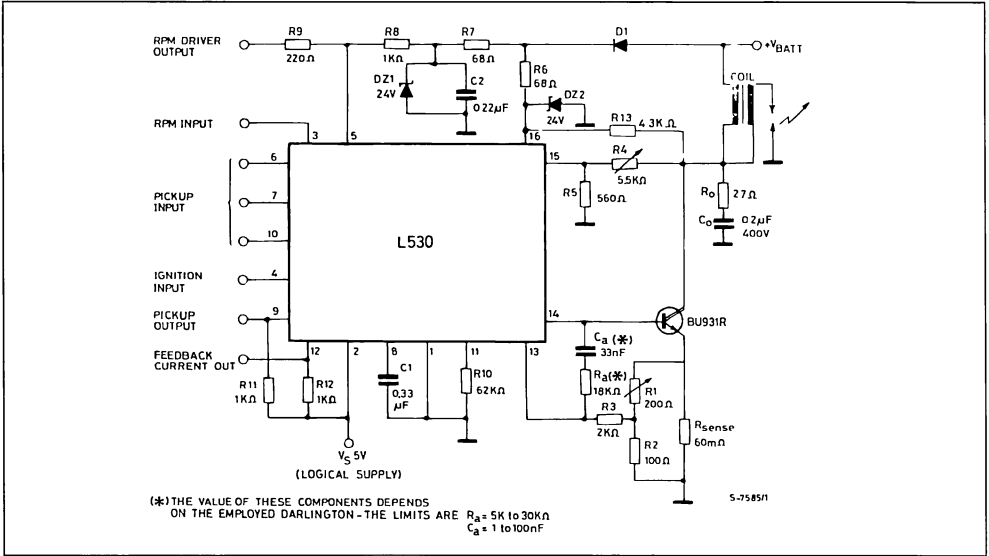 RPM DRIVER
OUTPUT
R9
220Ω
R8
1KΩ
R7
68Ω
D1
+VBATT
DZ1
24V
C2
0.22µF
R6
68Ω
DZ2
24V
COIL
RPM INPUT
3
5
16
R13
4.3KΩ
15
R4
5.5KΩ
R5
560Ω
Ro
27Ω
Co
0.2µF
400V
PICKUP
INPUT
6
7
10
L530
IGNITION
INPUT
4
PICKUP
OUTPUT
9
14
BU931R
FEEDBACK
CURRENT OUT
12
2
8
1
11
13
Ca (*)
33nF
Ra(*)
18KΩ
R11
1KΩ
R12
1KΩ
C1
0,33
µF
R10
62KΩ
R3
2KΩ
R1
200Ω
R2
100Ω
Rsense
60mΩ
VS 5V
(LOGICAL SUPPLY)
S-7585/1
(*) THE VALUE OF THESE COMPONENTS DEPENDS
ON THE EMPLOYED DARLINGTON - THE LIMITS ARE Ra = 5K to 30KΩ
Ca = 1 to 100nF